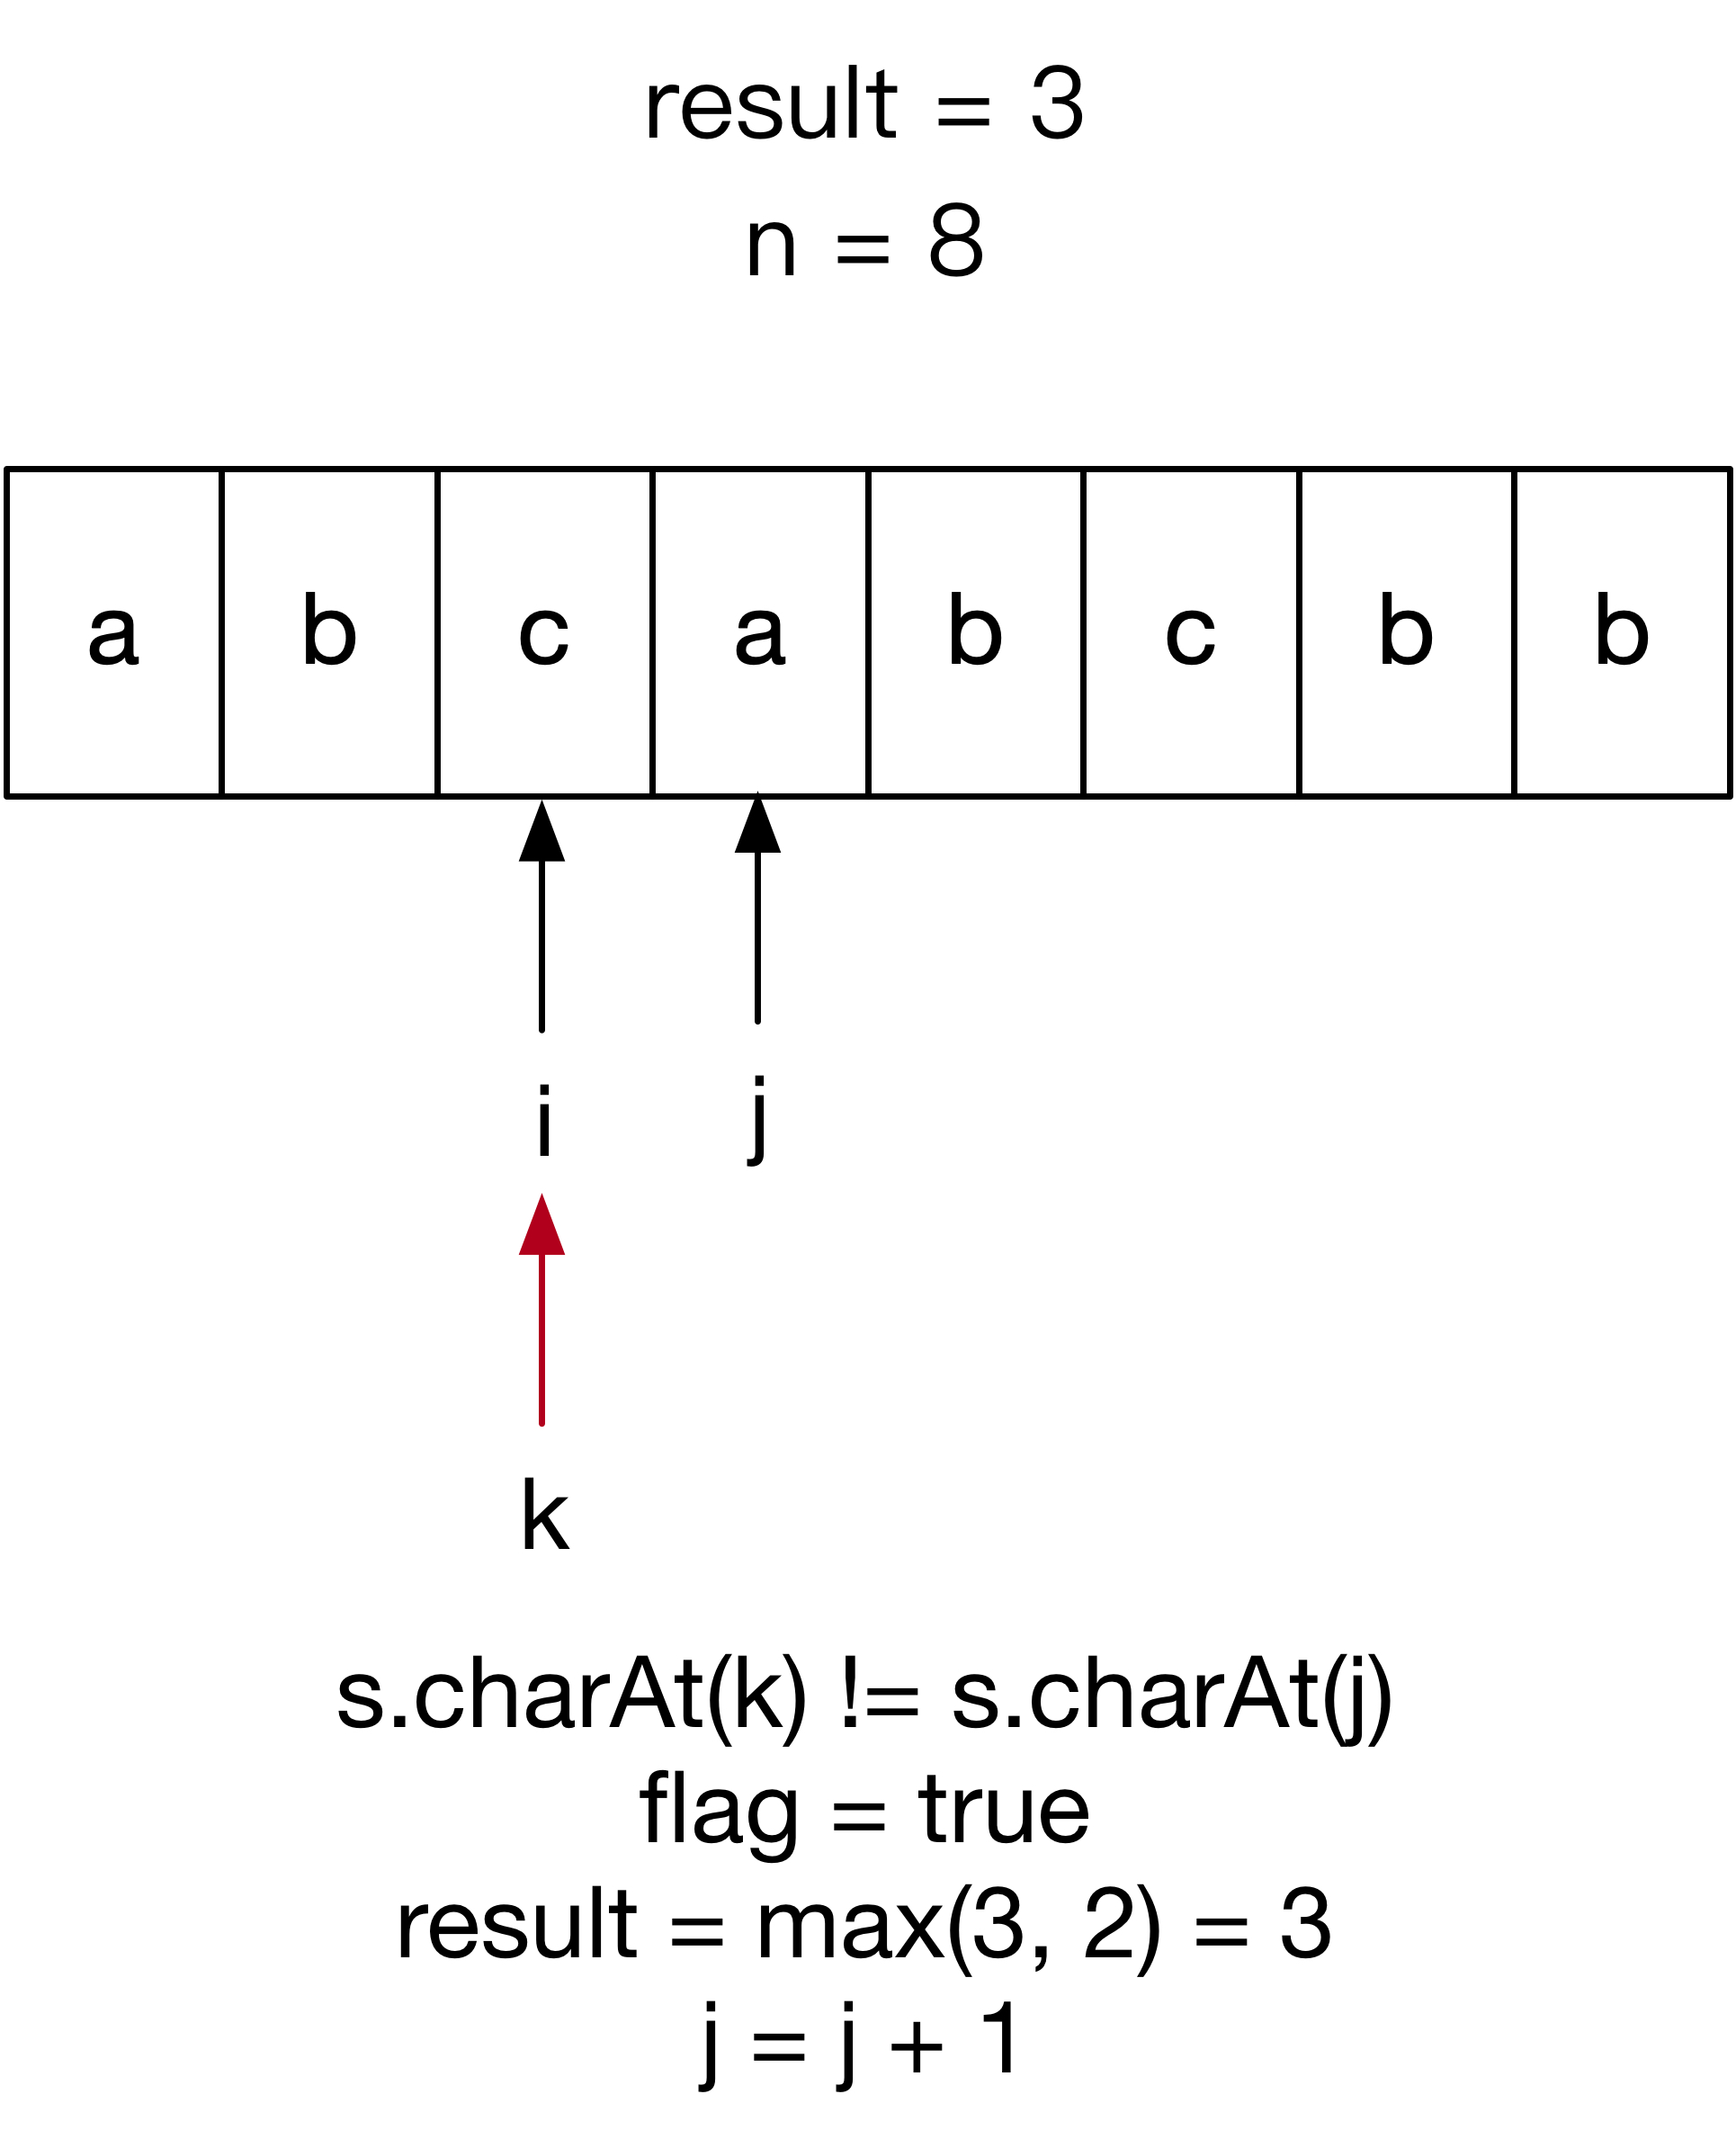 result = 3
n = 8
a b c a b c b b
i j
k
s.charAt(k) != s.charAt(j)
flag = true
result = max(3, 2) = 3
j = j + 1